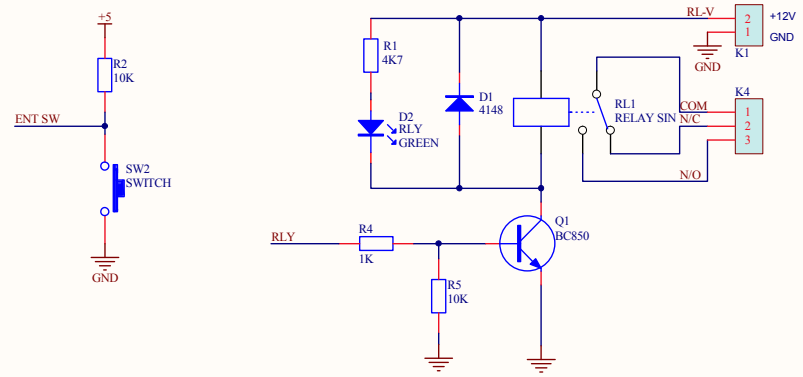 +5
R2
10K
ENT SW
SW2
SWITCH
GND
R1
4K7
D2
RLY
GREEN
D1
4148
RL1
RELAY SIN
RL-V
2
1
+12V
GND
K1
GND
K4
COM
N/C
N/O
1
2
3
RLY
R4
1K
R5
10K
Q1
BC850